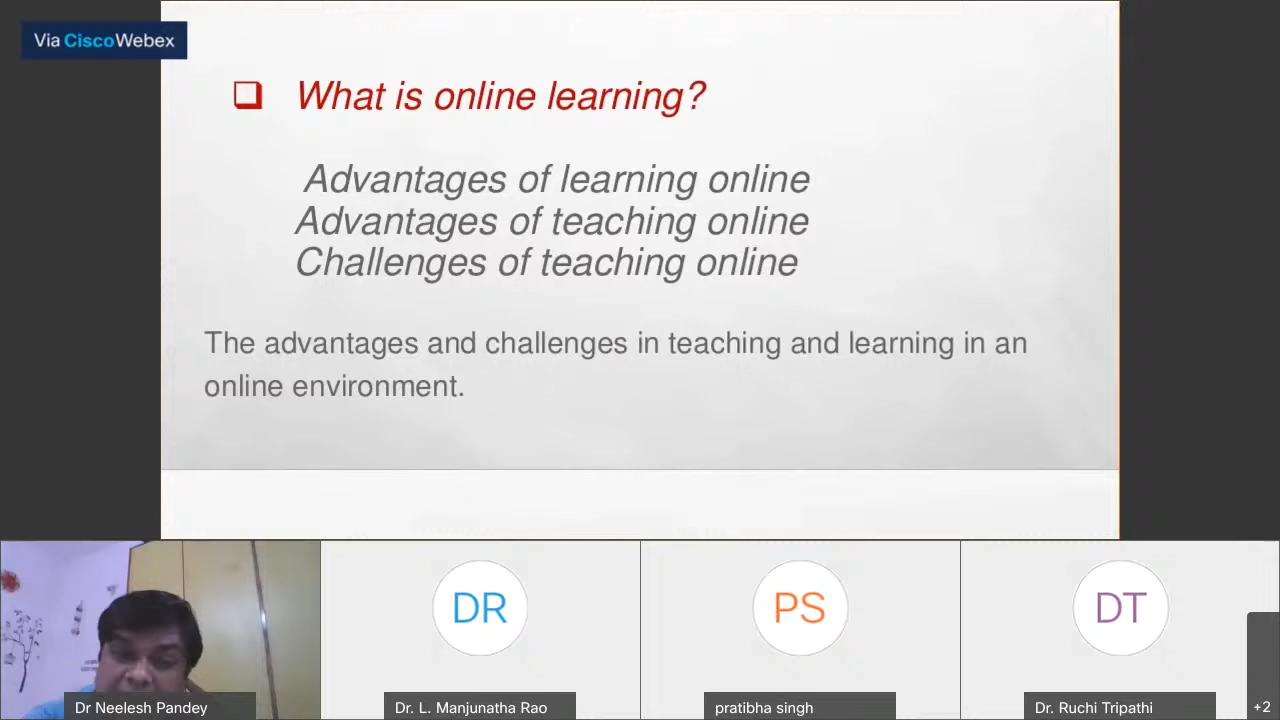 Via CiscoWebex
What is online learning?
Advantages of learning online
Advantages of teaching online
Challenges of teaching online
The advantages and challenges in teaching and learning in an
online environment.
DR
PS
DT
Dr Neelesh Pandey
Dr. L. Manjunatha Rao
pratibha singh
Dr. Ruchi Tripathi
+2